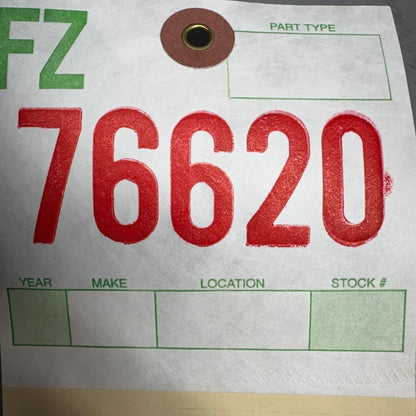 FZ
PART TYPE
76620
YEAR MAKE LOCATION STOCK #